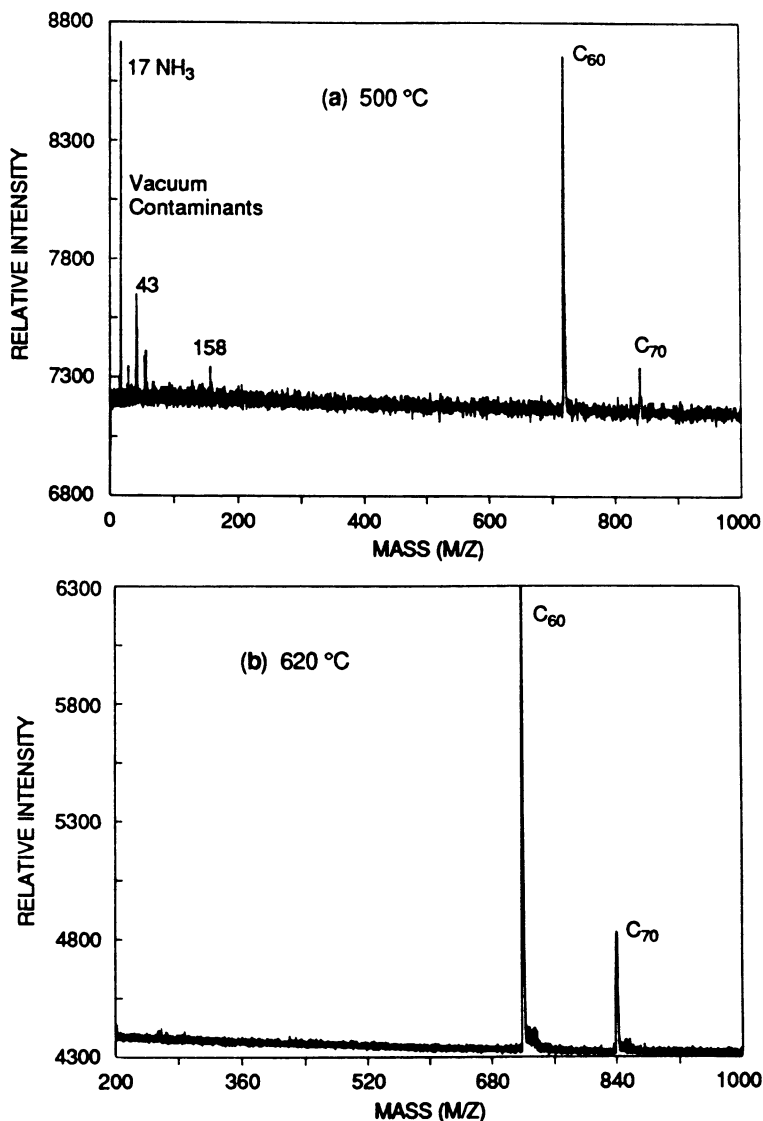 8800
8300
7800
7300
6800
RELATIVE INTENSITY
17 NH₃
(a) 500 °C
C₆₀
Vacuum
Contaminants
43
158
C₇₀
0 200 400 600 800 1000
MASS (M/Z)
6300
5800
5300
4800
4300
RELATIVE INTENSITY
(b) 620 °C
C₆₀
C₇₀
200 360 520 680 840 1000
MASS (M/Z)